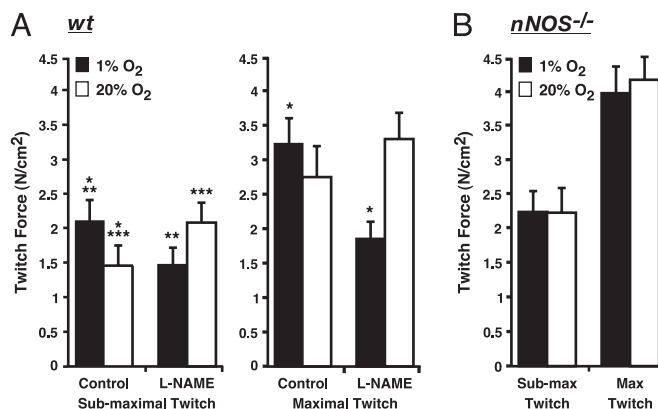 A wt
B nNOS-/-
4.5
4
3.5
3
2.5
2
1.5
1
0.5
0
Twitch Force (N/cm²)
1% O₂
20% O₂
*
**
*
***
**
***
Control L-NAME
Sub-maximal Twitch
4.5
4
3.5
3
2.5
2
1.5
1
0.5
0
*
*
Control L-NAME
Maximal Twitch
4.5
4
3.5
3
2.5
2
1.5
1
0.5
0
Twitch Force (N/cm²)
1% O₂
20% O₂
Sub-max Max
Twitch Twitch